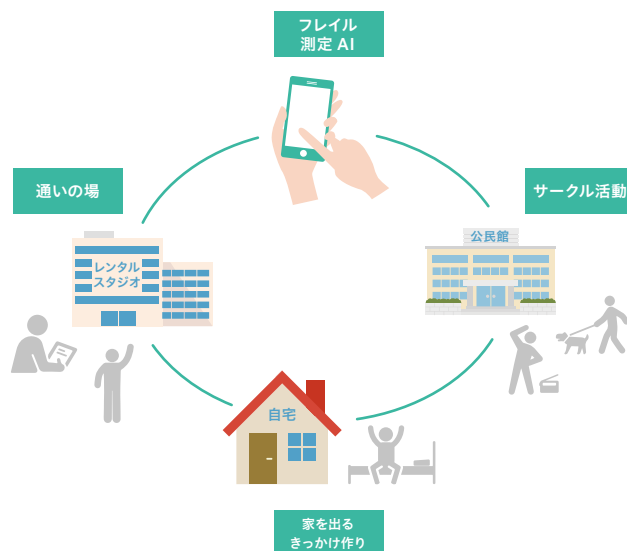 フレイル
測定 AI
通いの場
サークル活動
公民館
レンタル
スタジオ
自宅
家を出る
きっかけ作り